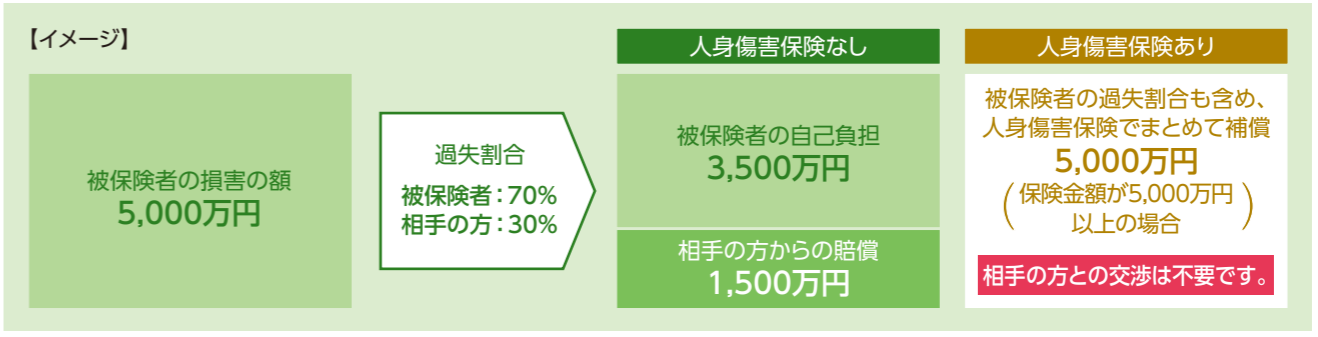 【イメージ】
被保険者の損害の額
5,000万円
過失割合
被保険者：70%
相手の方：30%
人身傷害保険なし
被保険者の自己負担
3,500万円
相手の方からの賠償
1,500万円
人身傷害保険あり
被保険者の過失割合も含め、
人身傷害保険でまとめて補償
5,000万円
（保険金額が5,000万円
以上の場合）
相手の方との交渉は不要です。